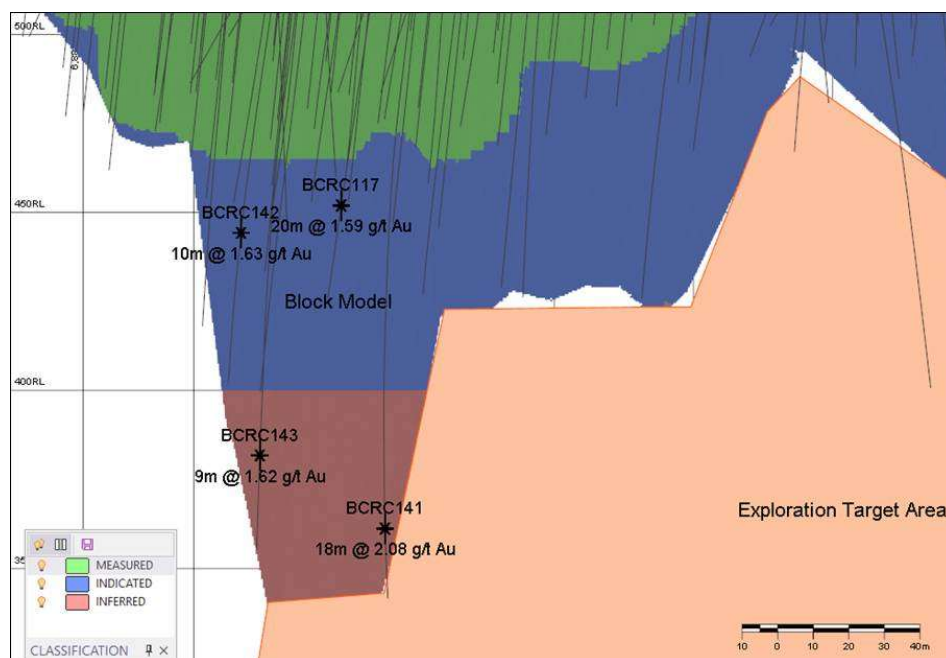 500RL
BCRC117
20m @ 1.59 g/t Au
450RL
BCRC142
10m @ 1.63 g/t Au
Block Model
400RL
BCRC143
9m @ 1.62 g/t Au
BCRC141
18m @ 2.08 g/t Au
Exploration Target Area
MEASURED
INDICATED
INFERRED
CLASSIFICATION
10 0 10 20 30 40m